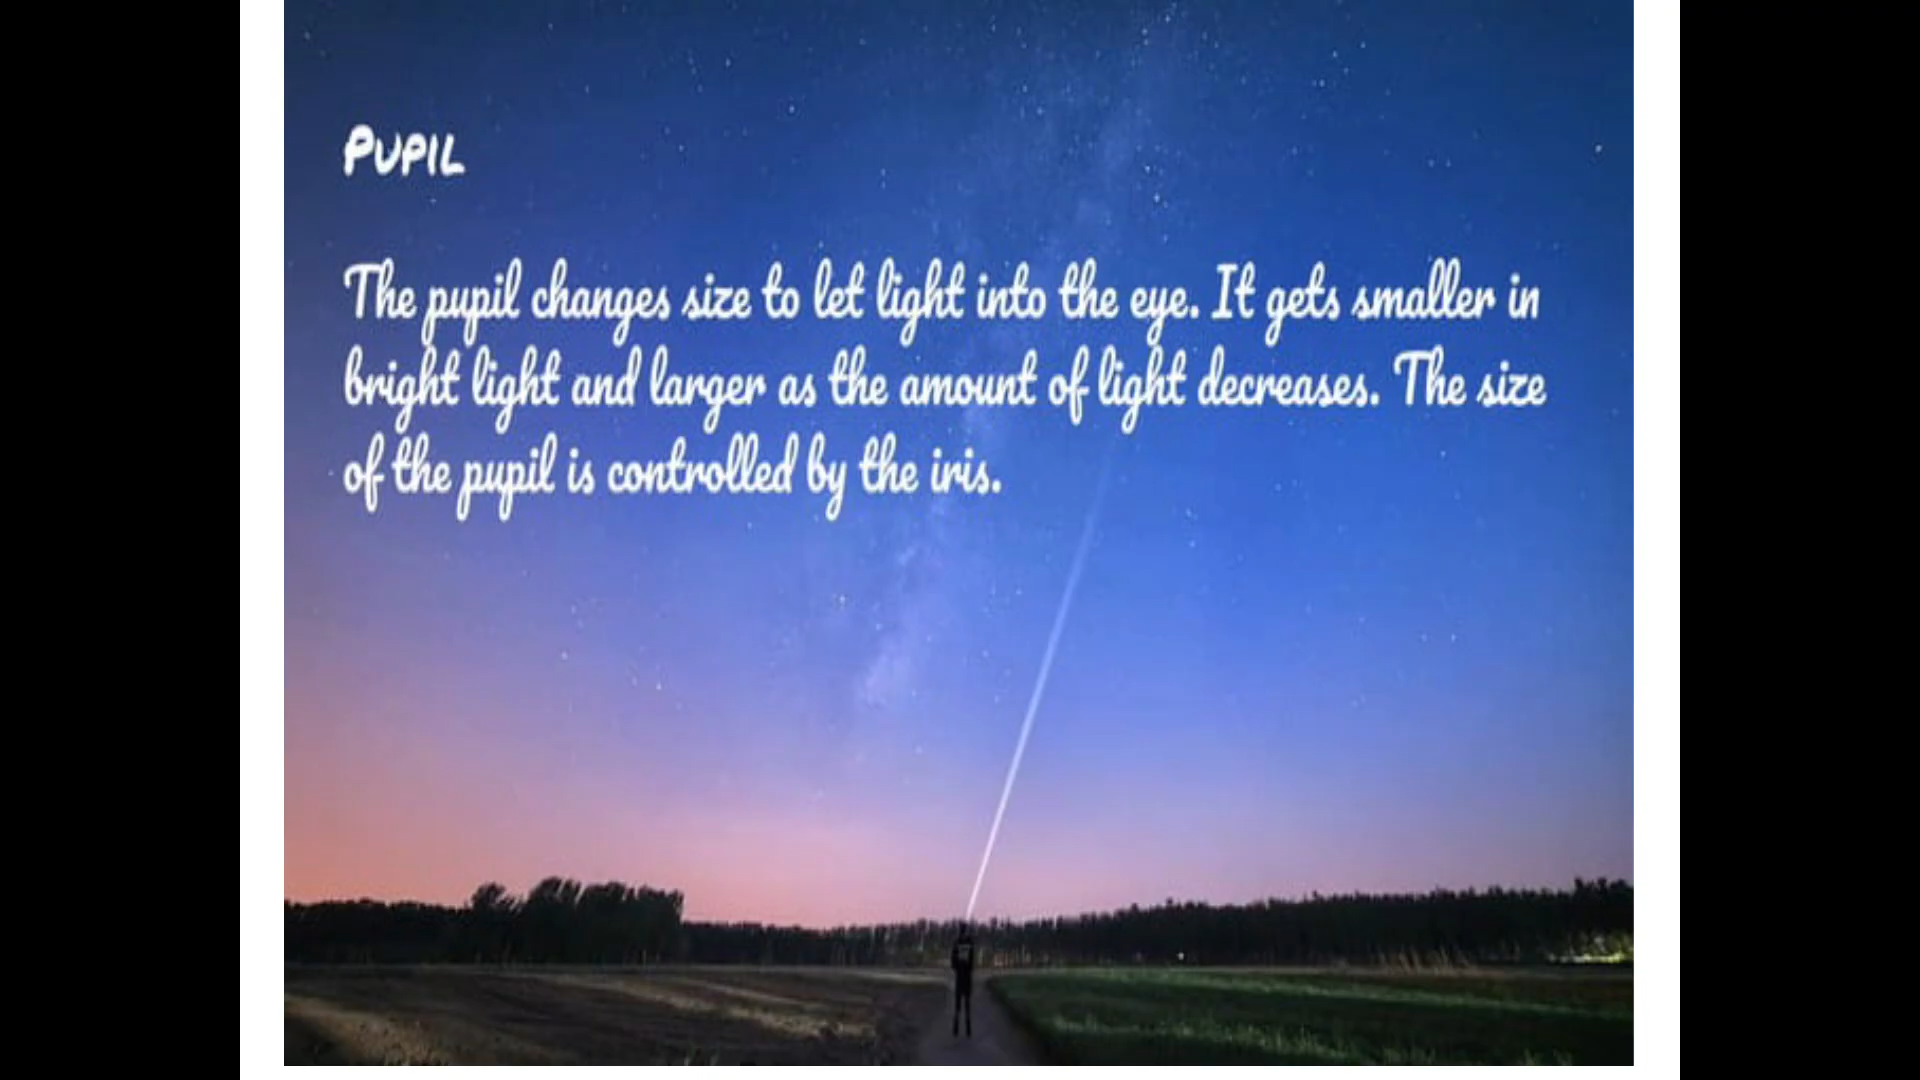 PUPIL
The pupil changes size to let light into the eye. It gets smaller in
bright light and larger as the amount of light decreases. The size
of the pupil is controlled by the iris.